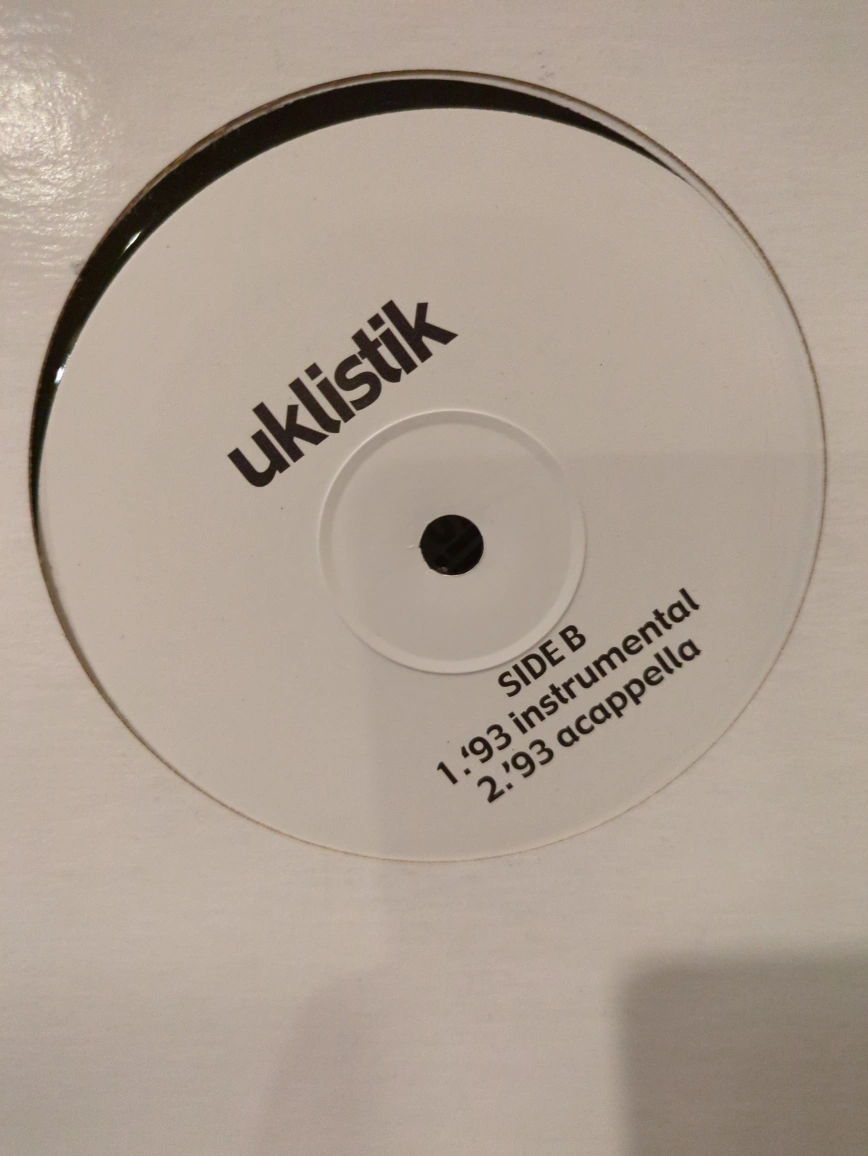 uklistik
SIDE B
1.‘93 instrumental
2.’93 acappella